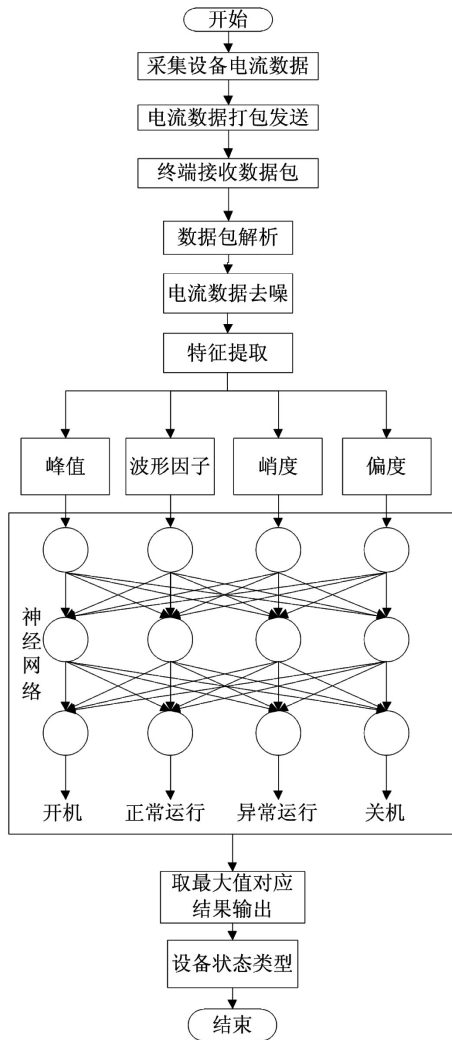 开始
采集设备电流数据
电流数据打包发送
终端接收数据包
数据包解析
电流数据去噪
特征提取
峰值
波形因子
峭度
偏度
神经网络
开机
正常运行
异常运行
关机
取最大值对应
结果输出
设备状态类型
结束